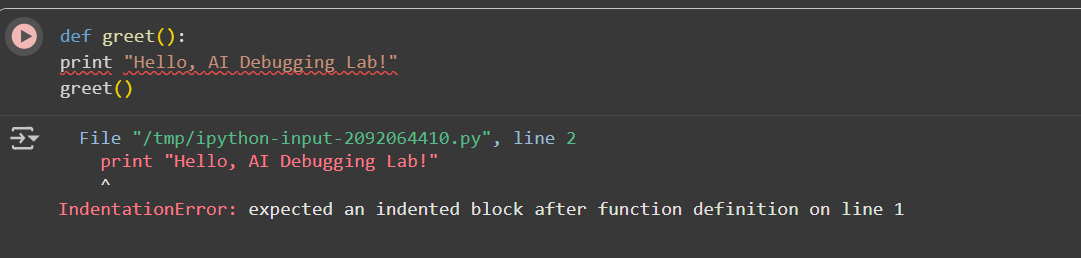 def greet():
print "Hello, AI Debugging Lab!"
greet()
File "/tmp/ipython-input-2092064410.py", line 2
print "Hello, AI Debugging Lab!"
^
IndentationError: expected an indented block after function definition on line 1